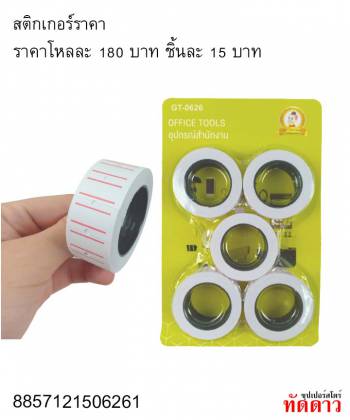 สติกเกอร์ราคา
ราคาโหลละ 180 บาท ชิ้นละ 15 บาท
GT-0626
OFFICE TOOLS
อุปกรณ์สำนักงาน
8857121506261
ซุปเปอร์สโตร์
ทัดดาว